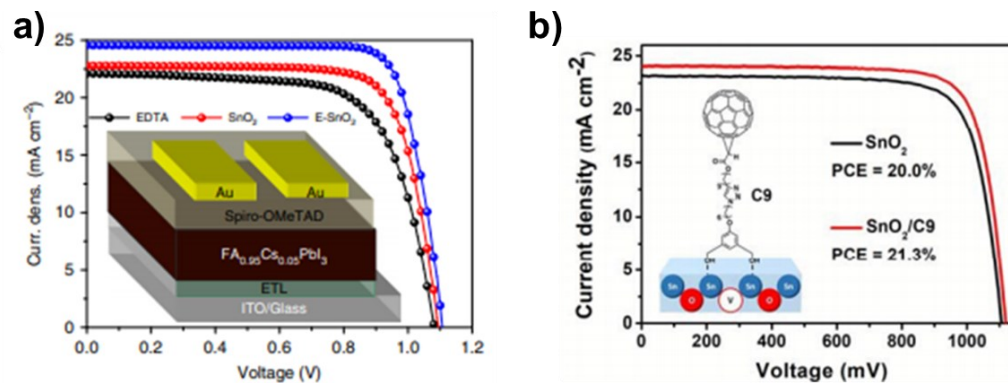 a)
25
20
15
10
5
0
Curr. dens. (mA cm-2)
EDTA SnO2 E-SnO2
Au Au
Spiro-OMeTAD
FA0.95Cs0.05PbI3
ETL
ITO/Glass
0.0 0.2 0.4 0.6 0.8 1.0 1.2
Voltage (V)
b)
25
20
15
10
5
0
Current density (mA cm-2)
SnO2
PCE = 20.0%
C9
SnO2/C9
PCE = 21.3%
O H
OH OH
Sn Sn Sn Sn
O V O
0 200 400 600 800 1000
Voltage (mV)